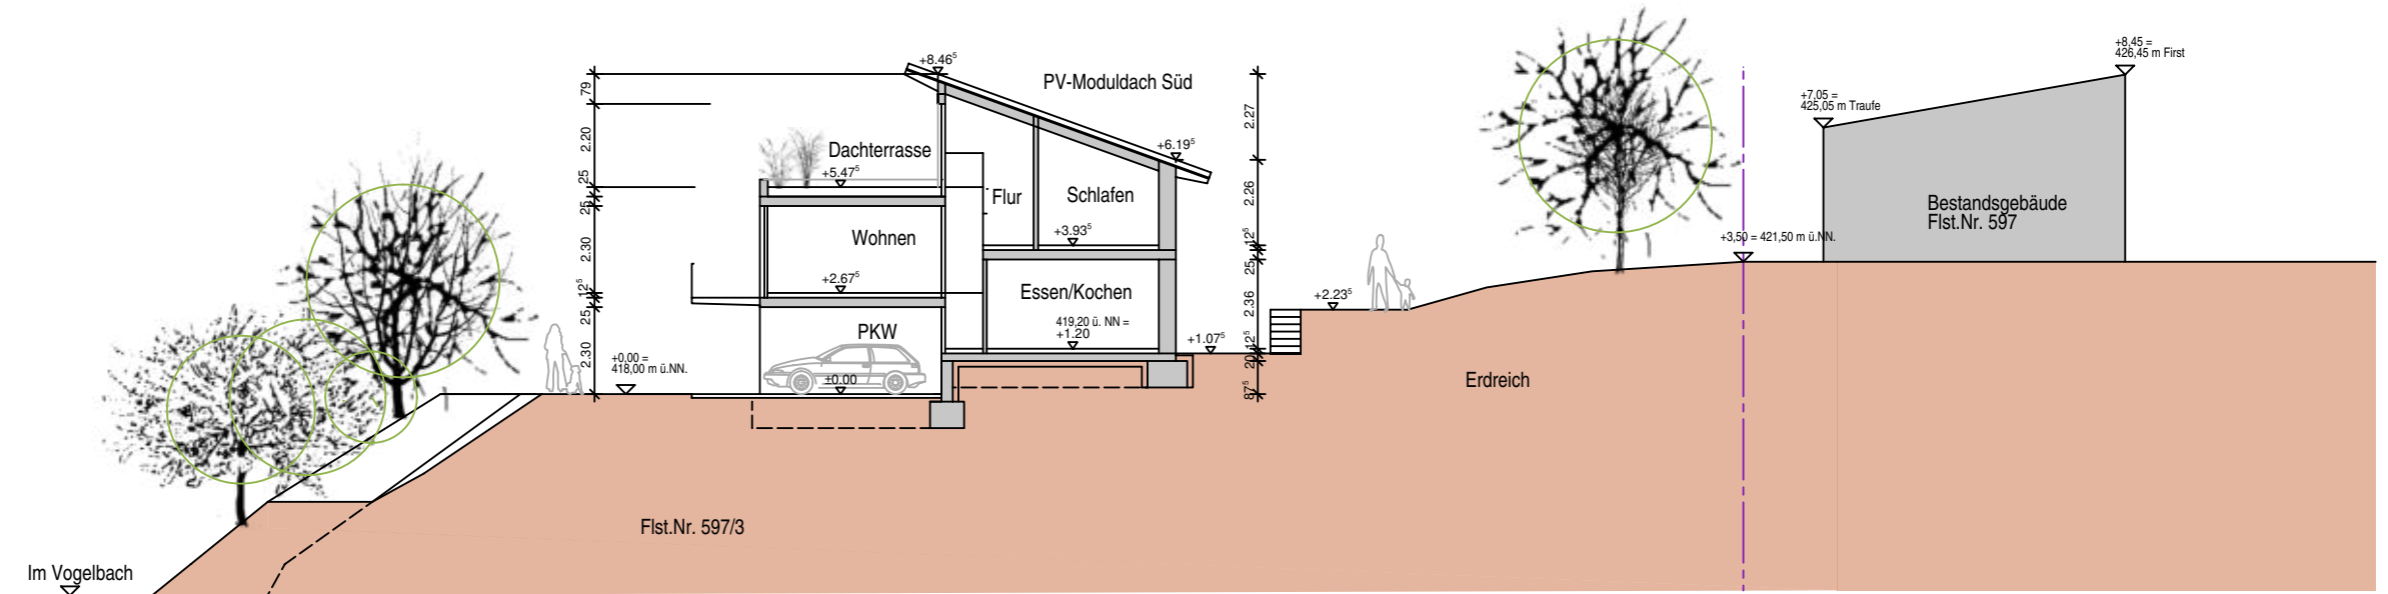 +8,45 =
426,45 m First
+8.46⁵
PV-Moduldach Süd
79
2.27
+7,05 =
425,05 m Traufe
2.20
Dachterrasse
+6.19⁵
+5.47⁵
25
Flur
Schlafen
2.26
25
Bestandsgebäude
Flst.Nr. 597
Wohnen
+3.93⁵
12⁵
+3,50 = 421,50 m ü.NN.
2.30
25
+2.67⁵
Essen/Kochen
+2.23⁵
12⁵
2.36
25
PKW
419,20 ü. NN =
+1.20
+1.07⁵
12⁵
2.30
20
+0,00 =
418,00 m ü.NN.
±0.00
87⁵
Erdreich
Flst.Nr. 597/3
Im Vogelbach